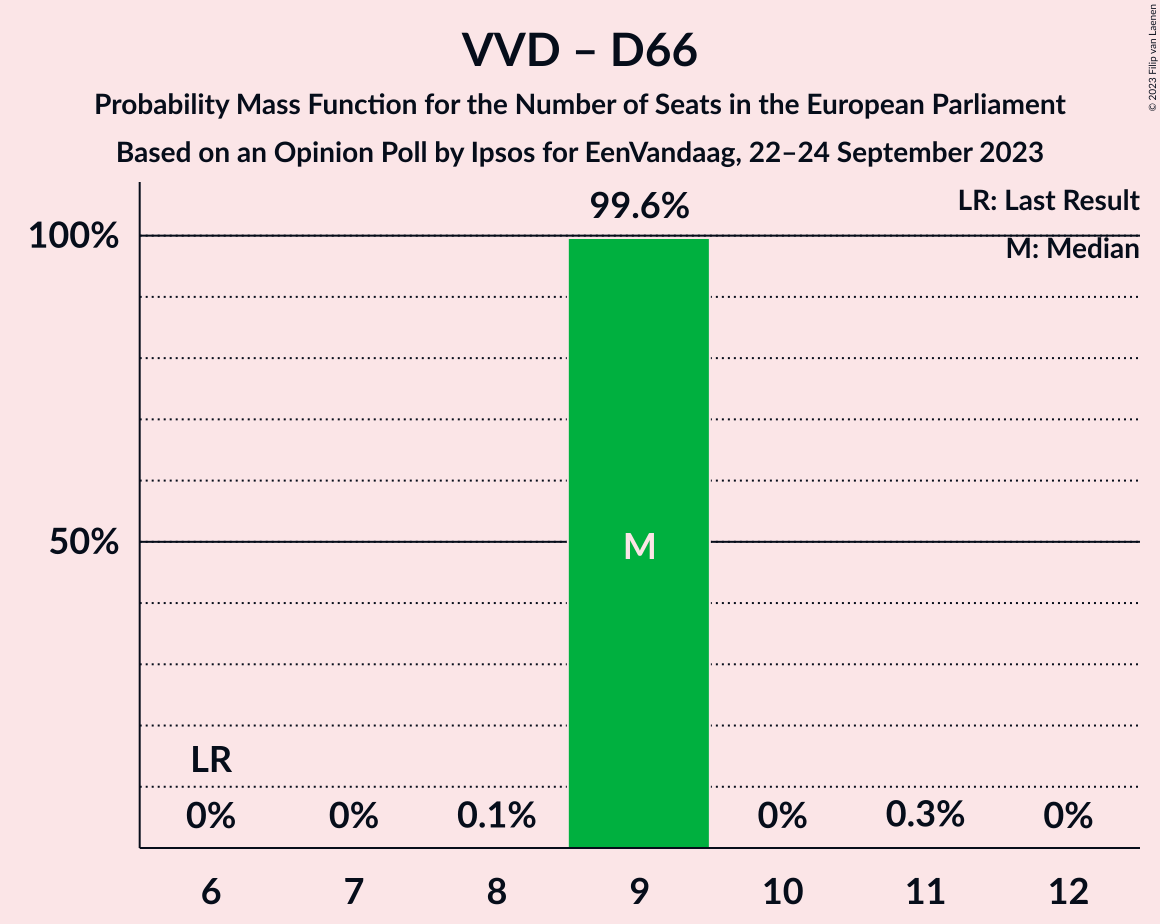 VVD – D66
Probability Mass Function for the Number of Seats in the European Parliament
Based on an Opinion Poll by Ipsos for EenVandaag, 22–24 September 2023
© 2023 Filip van Laenen
LR: Last Result
M: Median
99.6%
100%
50%
M
LR
0%
0%
0.1%
0%
0.3%
0%
6
7
8
9
10
11
12